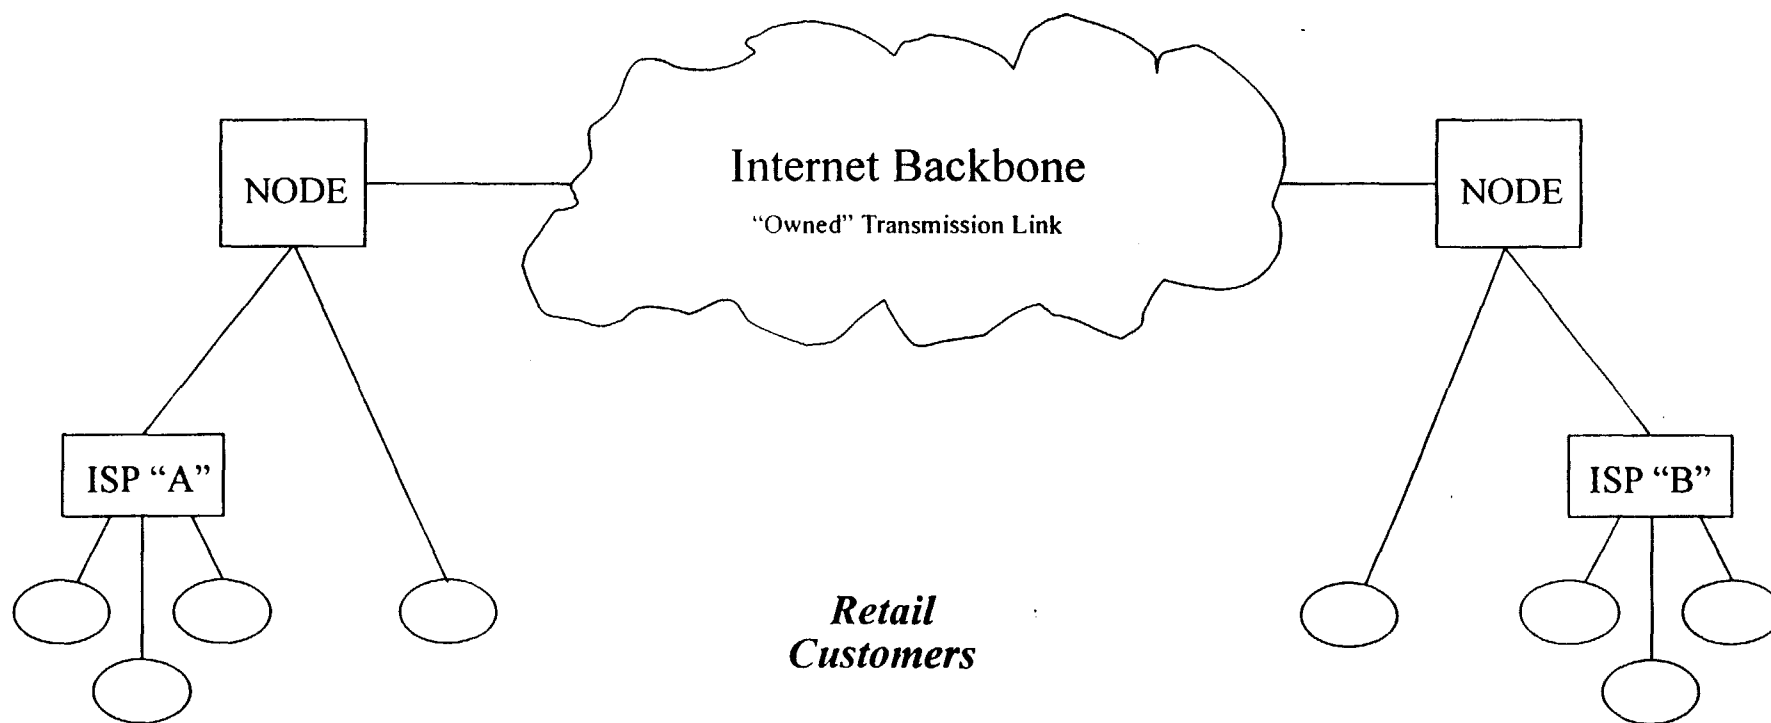 Internet Backbone
NODE
NODE
“Owned” Transmission Link
ISP “A”
ISP “B”
Retail
Customers